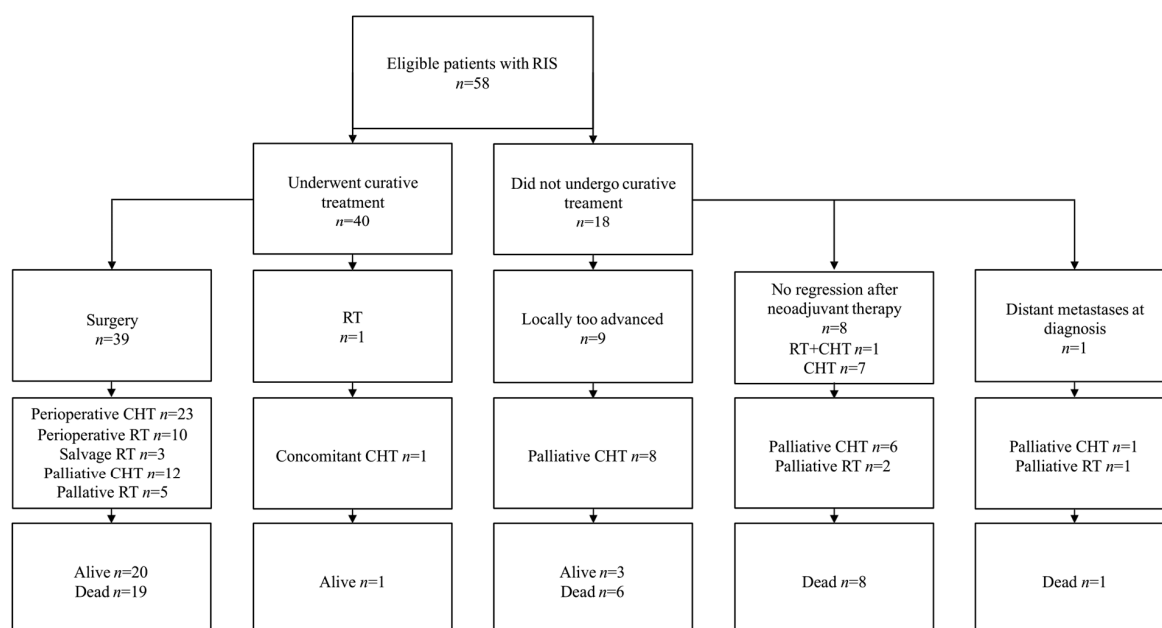 Eligible patients with RIS
n=58
Underwent curative
treatment
n=40
Did not undergo curative
treament
n=18
Surgery
n=39
RT
n=1
Locally too advanced
n=9
No regression after
neoadjuvant therapy
n=8
RT+CHT n=1
CHT n=7
Distant metastases at
diagnosis
n=1
Perioperative CHT n=23
Perioperative RT n=10
Salvage RT n=3
Palliative CHT n=12
Pallative RT n=5
Concomitant CHT n=1
Palliative CHT n=8
Palliative CHT n=6
Palliative RT n=2
Palliative CHT n=1
Palliative RT n=1
Alive n=20
Dead n=19
Alive n=1
Alive n=3
Dead n=6
Dead n=8
Dead n=1